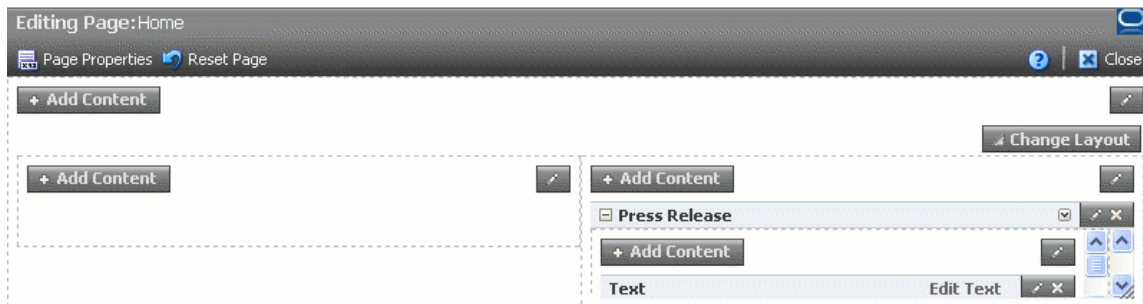 Editing Page:Home
Page Properties Reset Page ? Close
+ Add Content
Change Layout
+ Add Content + Add Content
Press Release
+ Add Content
Text Edit Text